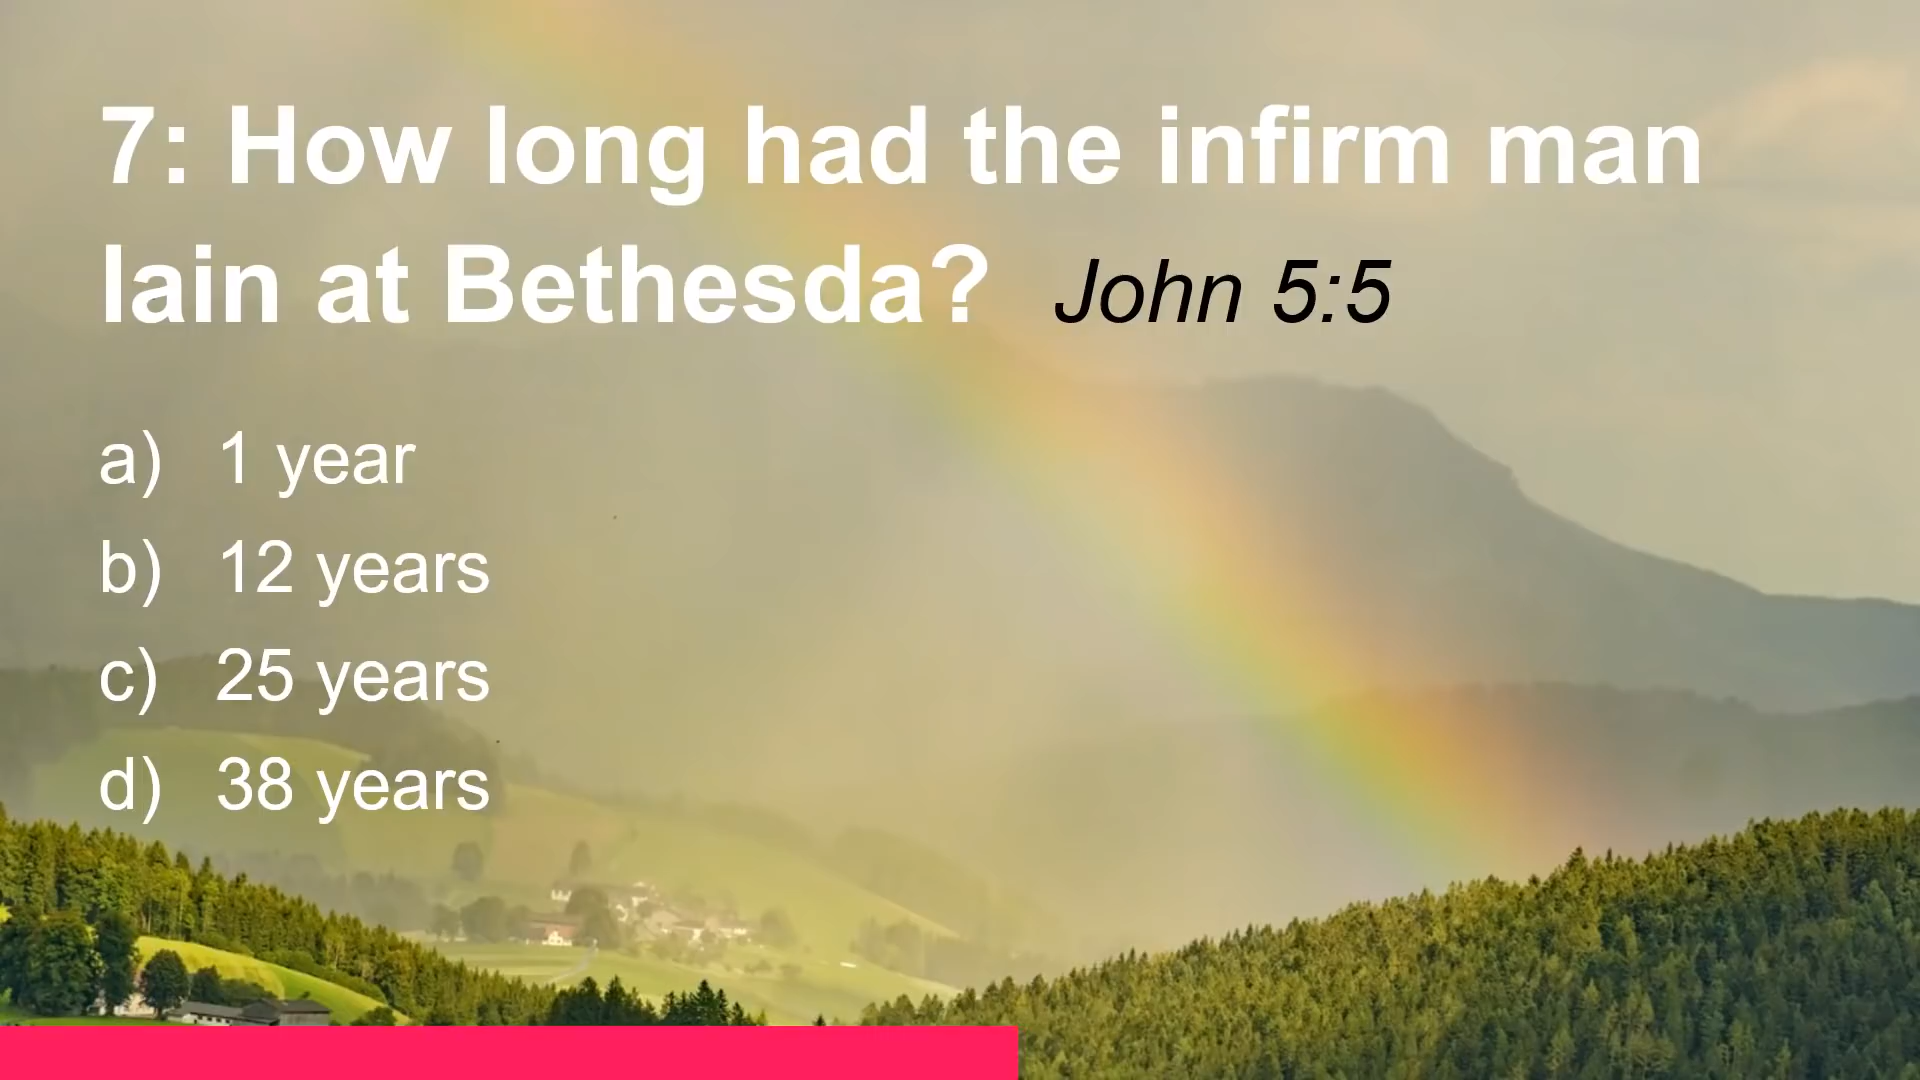 7: How long had the infirm man
lain at Bethesda? John 5:5
a) 1 year
b) 12 years
c) 25 years
d) 38 years